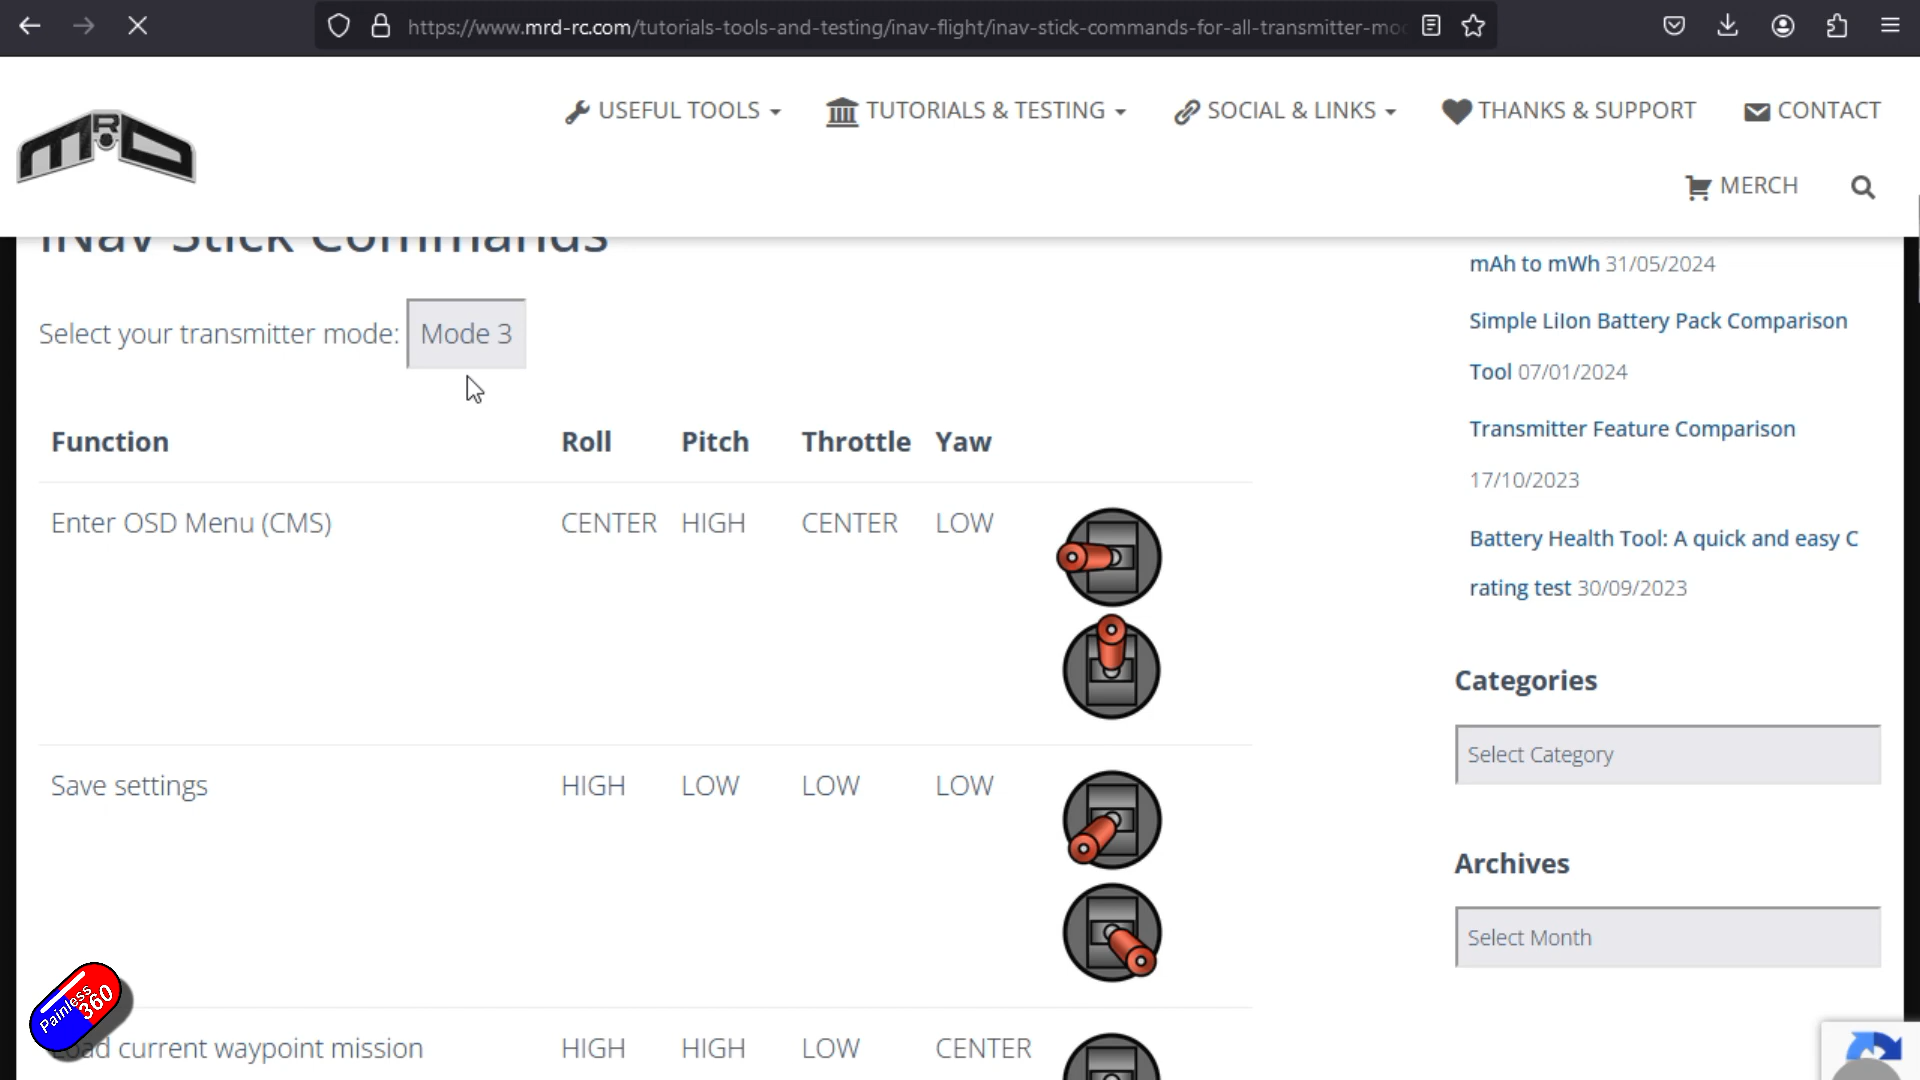 https://www.mrd-rc.com/tutorials-tools-and-testing/inav-flight/inav-stick-commands-for-all-transmitter-mo
MRD
USEFUL TOOLS
TUTORIALS & TESTING
SOCIAL & LINKS
THANKS & SUPPORT
CONTACT
MERCH
iNav Stick Commands
Select your transmitter mode: Mode 3
Function Roll Pitch Throttle Yaw
Enter OSD Menu (CMS) CENTER HIGH CENTER LOW
Save settings HIGH LOW LOW LOW
Load current waypoint mission HIGH HIGH LOW CENTER
mAh to mWh 31/05/2024
Simple LiIon Battery Pack Comparison
Tool 07/01/2024
Transmitter Feature Comparison
17/10/2023
Battery Health Tool: A quick and easy C
rating test 30/09/2023
Categories
Select Category
Archives
Select Month
Painless
360